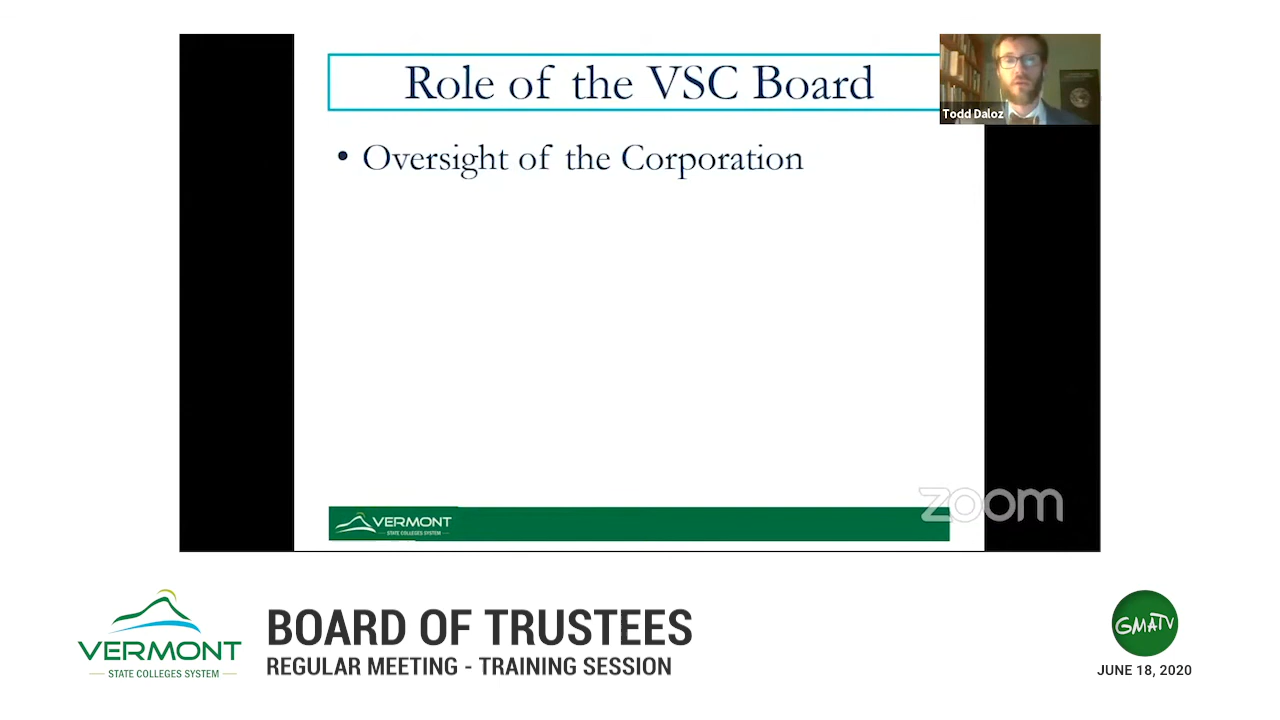 Role of the VSC Board
Todd Daloz
• Oversight of the Corporation
VERMONT
STATE COLLEGES SYSTEM
zoom
VERMONT
STATE COLLEGES SYSTEM
BOARD OF TRUSTEES
REGULAR MEETING - TRAINING SESSION
GMATV
JUNE 18, 2020